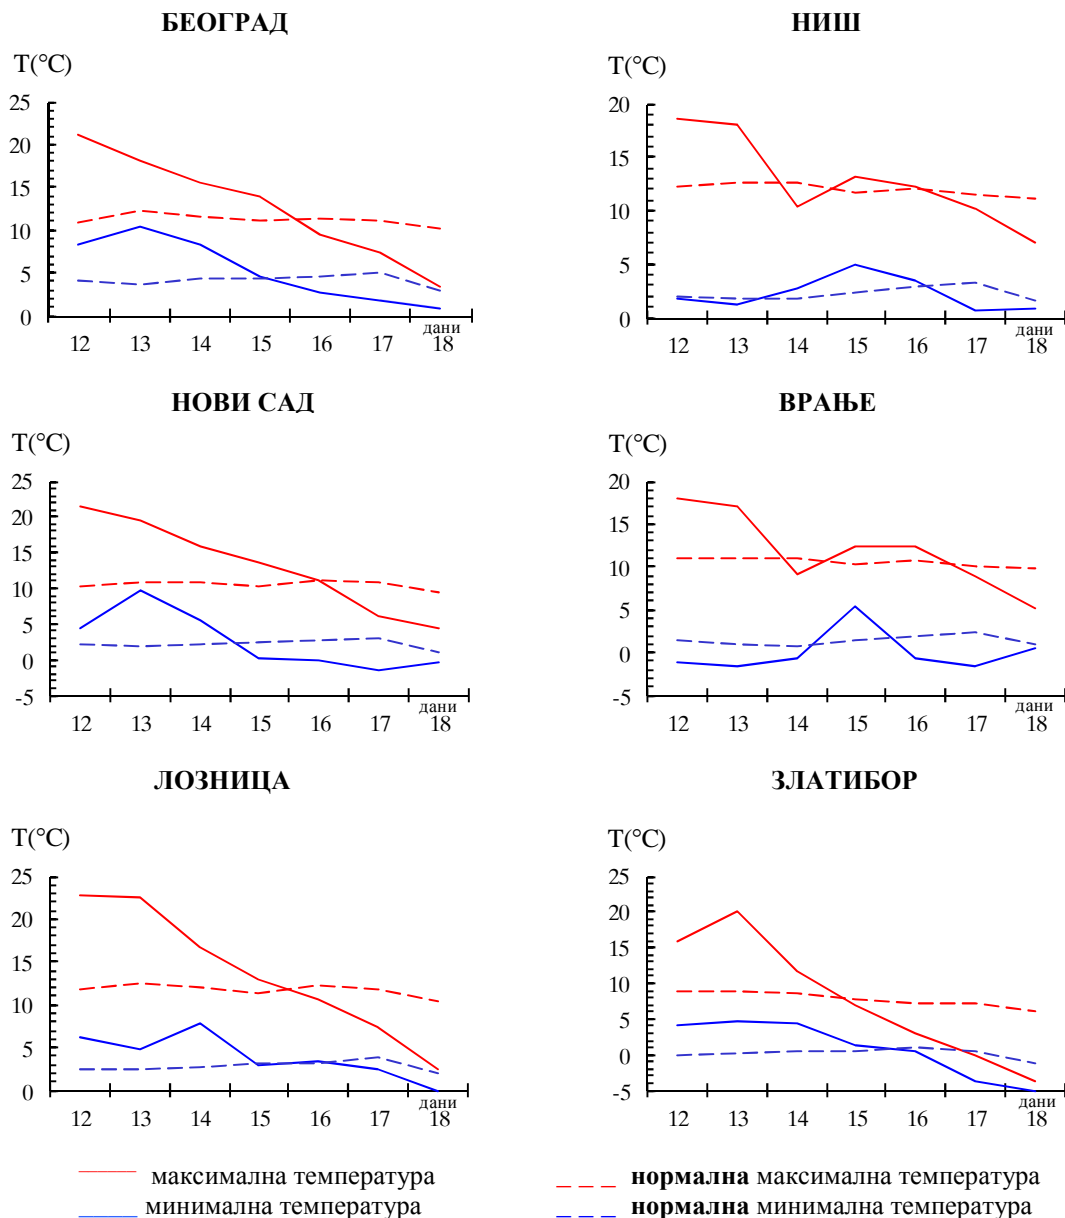 БЕОГРАД
T(°C)
25
20
15
10
5
0
12 13 14 15 16 17 18
дани
НИШ
T(°C)
20
15
10
5
0
12 13 14 15 16 17 18
дани
НОВИ САД
T(°C)
25
20
15
10
5
0
-5
12 13 14 15 16 17 18
дани
ВРАЊЕ
T(°C)
20
15
10
5
0
-5
12 13 14 15 16 17 18
дани
ЛОЗНИЦА
T(°C)
25
20
15
10
5
0
12 13 14 15 16 17 18
дани
ЗЛАТИБОР
T(°C)
25
20
15
10
5
0
-5
12 13 14 15 16 17 18
дани
максимална температура
минимална температура
нормална максимална температура
нормална минимална температура